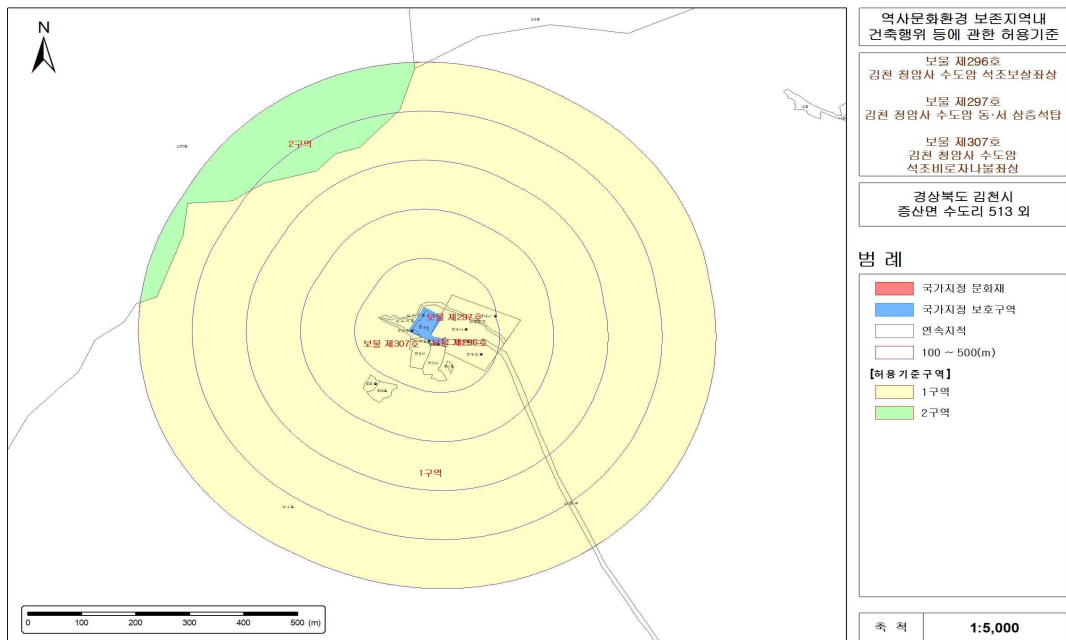 N
2구역
보물 제297호
보물 제307호
보물 제296호
1구역
0 100 200 300 400 500 (m)
역사문화환경 보존지역내
건축행위 등에 관한 허용기준
보물 제296호
김천 청암사 수도암 석조보살좌상
보물 제297호
김천 청암사 수도암 동·서 삼층석탑
보물 제307호
김천 청암사 수도암
석조비로자나불좌상
경상북도 김천시
증산면 수도리 513 외
범 례
국가지정 문화재
국가지정 보호구역
연속지적
100 ~ 500(m)
[허용기준구역]
1구역
2구역
축 척 1:5,000